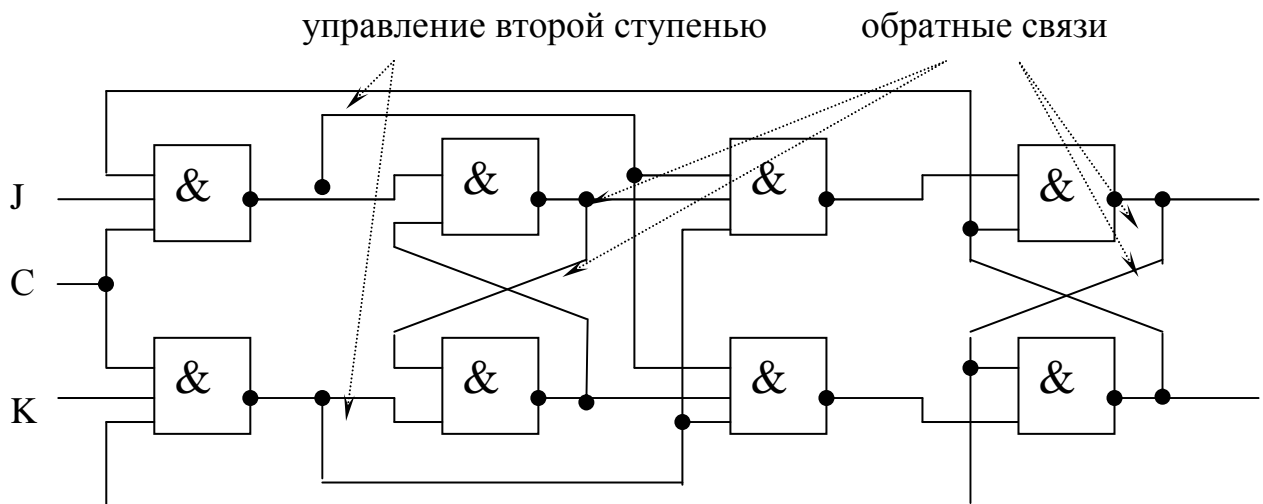 управление второй ступенью
обратные связи
& & & &
J
C
& & & &
K